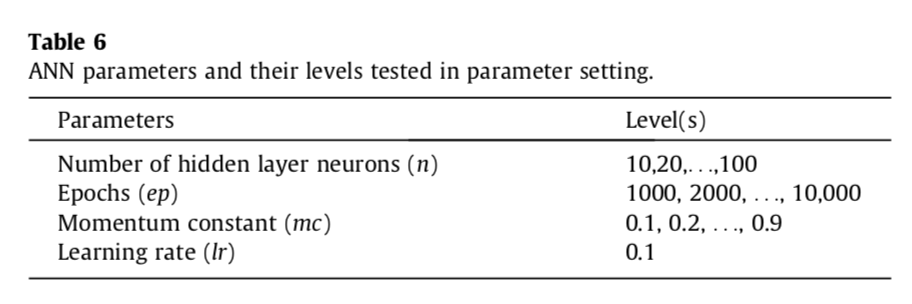 Table 6
ANN parameters and their levels tested in parameter setting.
Parameters Level(s)
Number of hidden layer neurons (n) 10,20,. . .,100
Epochs (ep) 1000, 2000, . . ., 10,000
Momentum constant (mc) 0.1, 0.2, . . ., 0.9
Learning rate (lr) 0.1